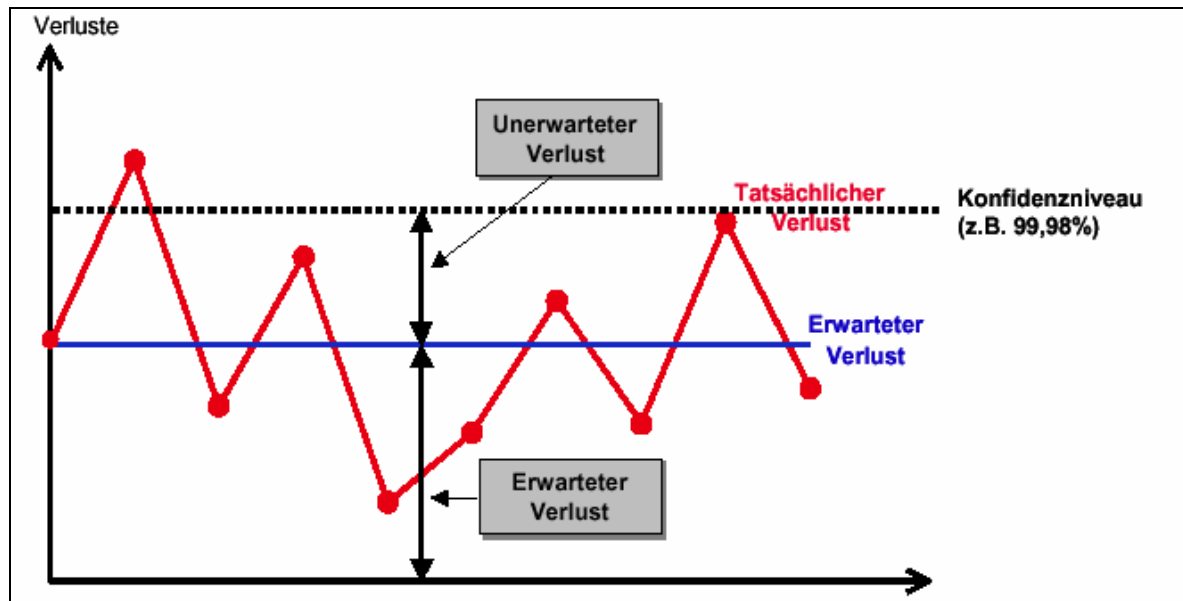 Verluste
Unerwarteter
Verlust
Tatsächlicher
Verlust
Konfidenzniveau
(z.B. 99,98%)
Erwarteter
Verlust
Erwarteter
Verlust